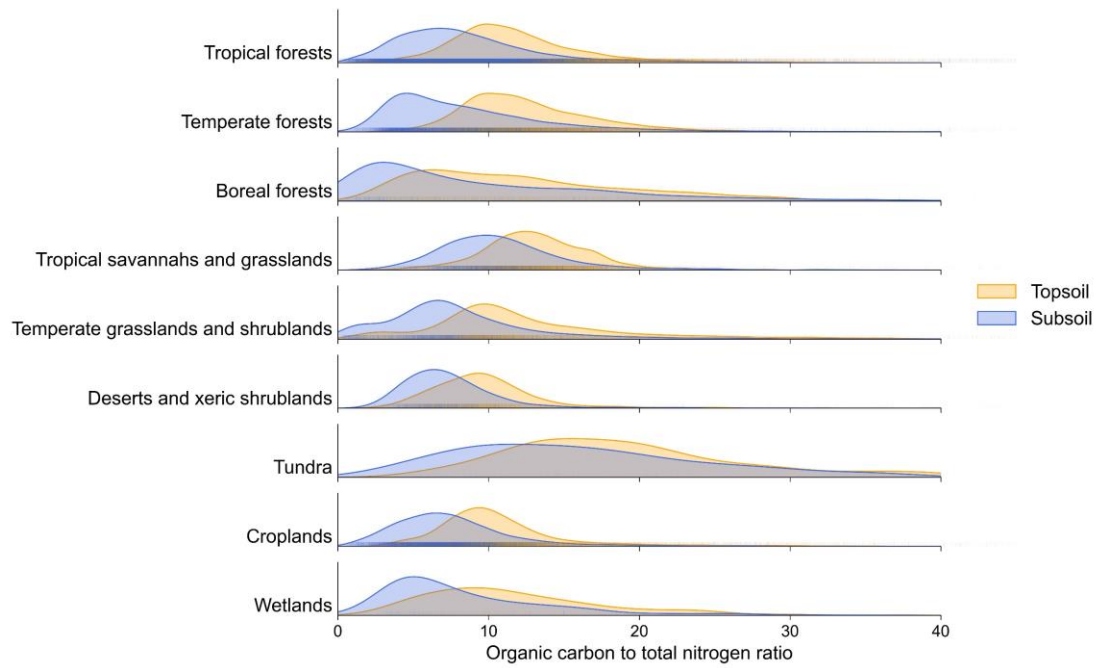 Tropical forests
Temperate forests
Boreal forests
Tropical savannahs and grasslands
Temperate grasslands and shrublands
Deserts and xeric shrublands
Tundra
Croplands
Wetlands
Topsoil
Subsoil
0 10 20 30 40
Organic carbon to total nitrogen ratio